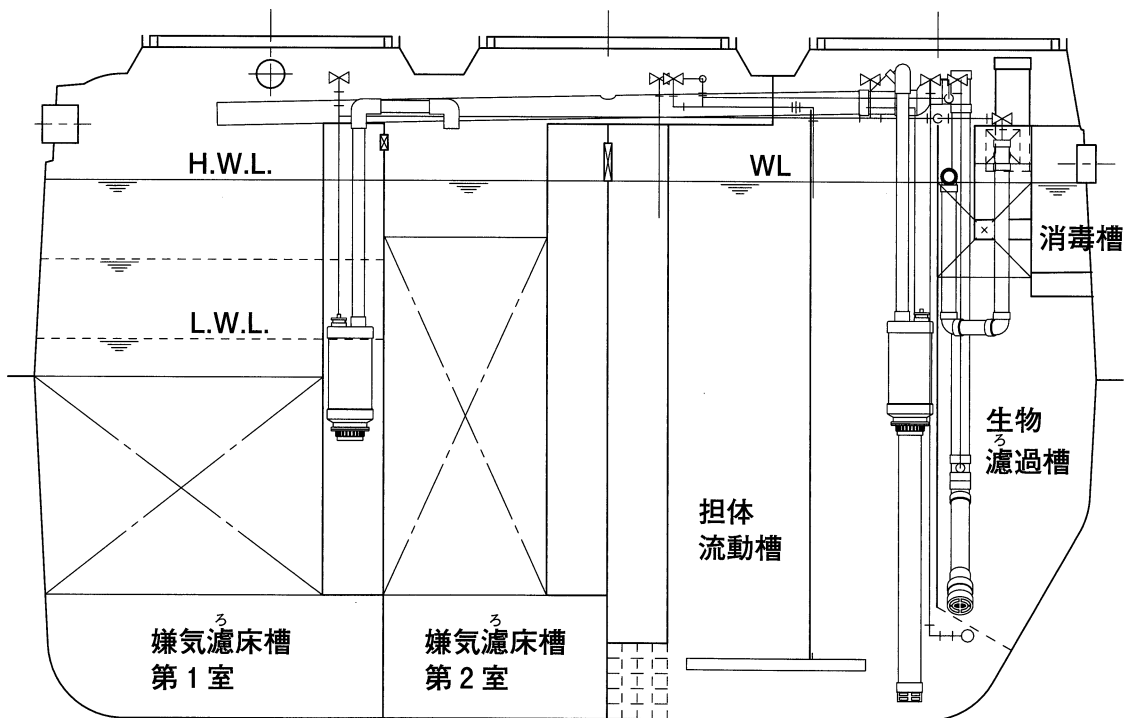 H.W.L.
WL
消毒槽
L.W.L.
生物
ろ
濾過槽
担体
流動槽
ろ
嫌気濾床槽
第1室
ろ
嫌気濾床槽
第2室